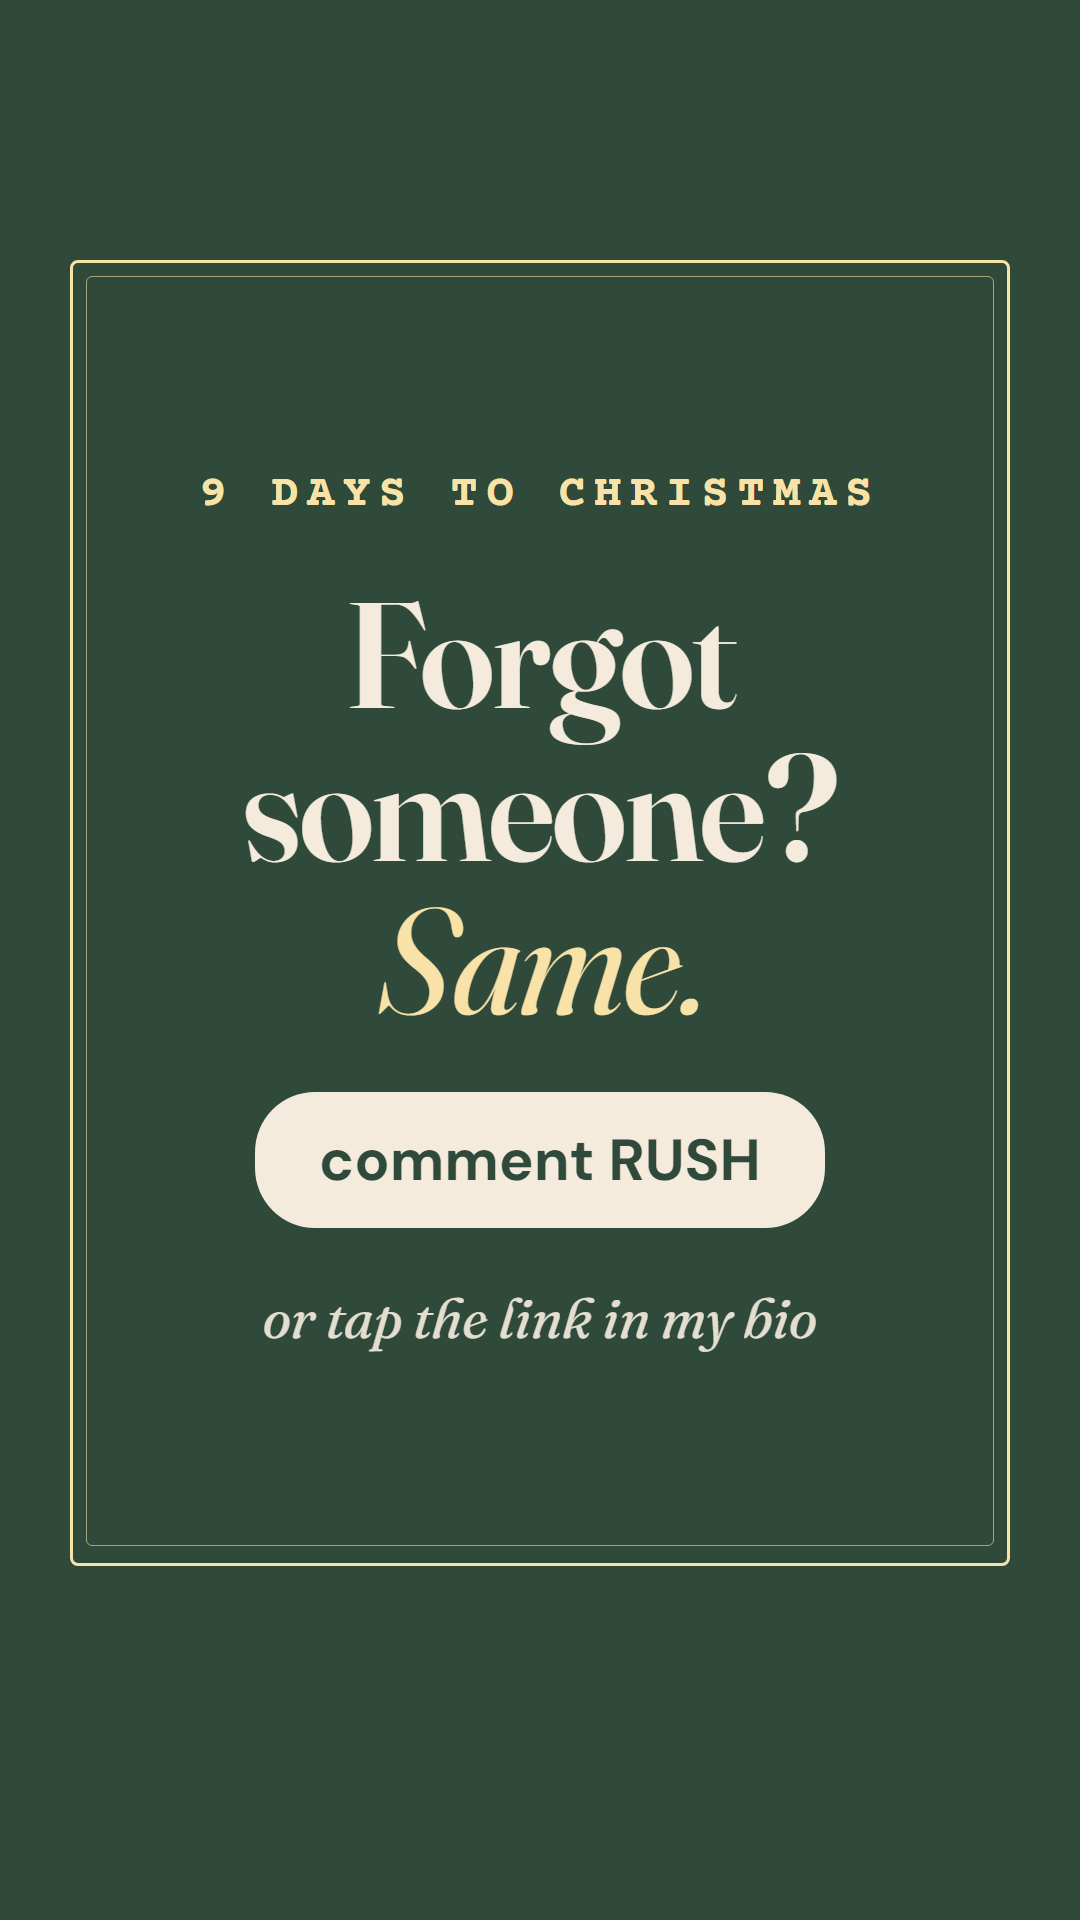 9 DAYS TO CHRISTMAS
Forgot
someone?
Same.
comment RUSH
or tap the link in my bio